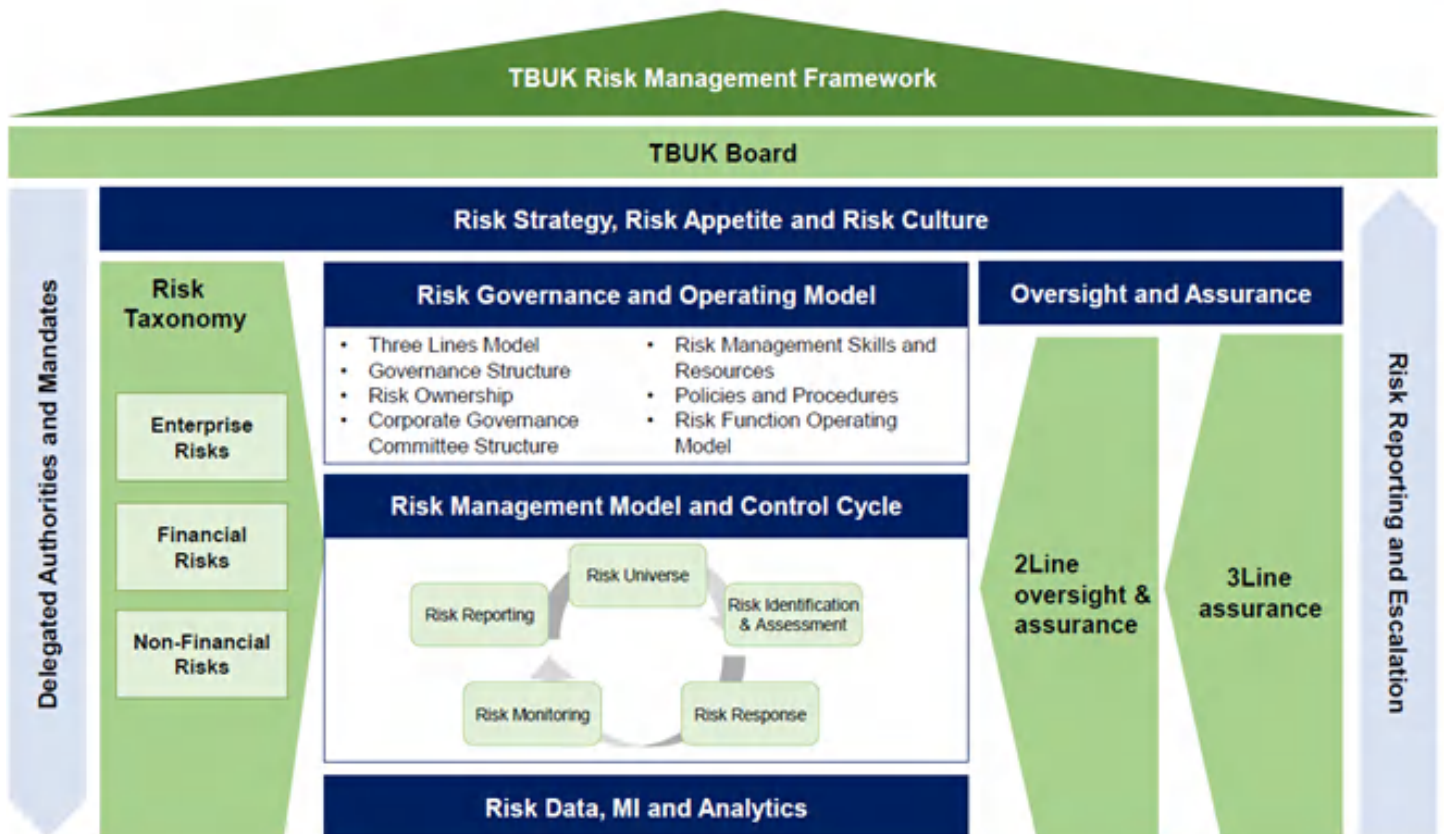 TBUK Risk Management Framework
TBUK Board
Delegated Authorities and Mandates
Risk Strategy, Risk Appetite and Risk Culture
Risk
Taxonomy
Enterprise
Risks
Financial
Risks
Non-Financial
Risks
Risk Governance and Operating Model
• Three Lines Model
• Governance Structure
• Risk Ownership
• Corporate Governance
Committee Structure
• Risk Management Skills and
Resources
• Policies and Procedures
• Risk Function Operating
Model
Risk Management Model and Control Cycle
Risk Universe
Risk Identification
& Assessment
Risk Response
Risk Monitoring
Risk Reporting
Risk Data, MI and Analytics
Oversight and Assurance
2Line
oversight &
assurance
3Line
assurance
Risk Reporting and Escalation